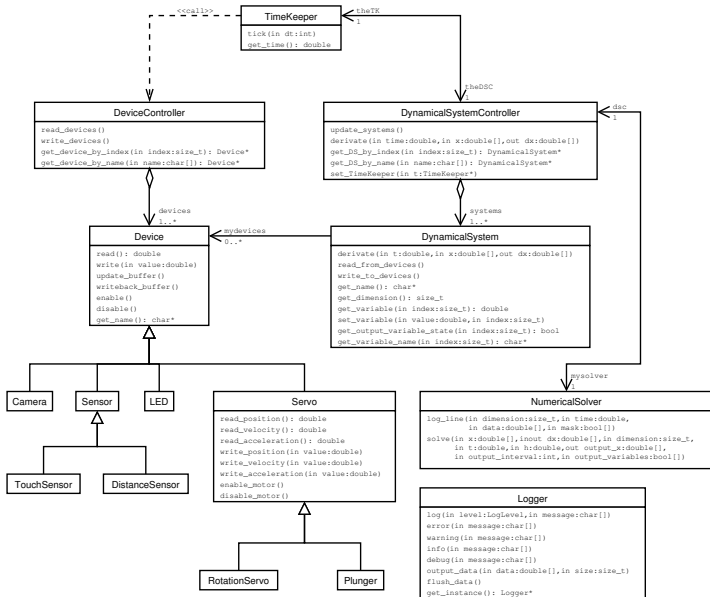 <<call>>
TimeKeeper
tick(in dt:int)
get_time(): double
theTK
1
theDSC
1
DeviceController
read_devices()
write_devices()
get_device_by_index(in index:size_t): Device*
get_device_by_name(in name:char[]): Device*
DynamicalSystemController
update_systems()
derivate(in time:double,in x:double[],out dx:double[])
get_DS_by_index(in index:size_t): DynamicalSystem*
get_DS_by_name(in name:char[]): DynamicalSystem*
set_TimeKeeper(in t:TimeKeeper*)
dsc
1
devices
1..*
systems
1..*
Device
read(): double
write(in value:double)
update_buffer()
writeback_buffer()
enable()
disable()
get_name(): char*
mydevices
0..*
DynamicalSystem
derivate(in t:double,in x:double[],out dx:double[])
read_from_devices()
write_to_devices()
get_name(): char*
get_dimension(): size_t
get_variable(in index:size_t): double
set_variable(in value:double,in index:size_t)
get_output_variable_state(in index:size_t): bool
get_variable_name(in index:size_t): char*
mysolver
1
Camera
Sensor
LED
Servo
read_position(): double
read_velocity(): double
read_acceleration(): double
write_position(in value:double)
write_velocity(in value:double)
write_acceleration(in value:double)
enable_motor()
disable_motor()
NumericalSolver
log_line(in dimension:size_t,in time:double,
in data:double[],in mask:bool[])
solve(in x:double[],inout dx:double[],in dimension:size_t,
in t:double,in h:double,out output_x:double[],
in output_interval:int,in output_variables:bool[])
TouchSensor
DistanceSensor
Logger
log(in level:LogLevel,in message:char[])
error(in message:char[])
warning(in message:char[])
info(in message:char[])
debug(in message:char[])
output_data(in data:double[],in size:size_t)
flush_data()
get_instance(): Logger*
RotationServo
Plunger